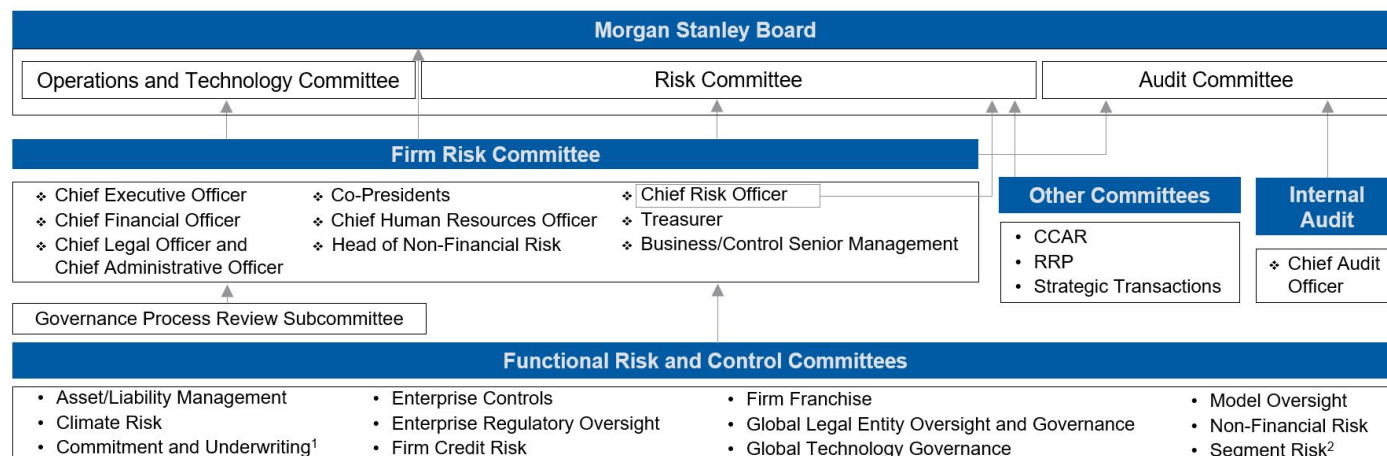 Morgan Stanley Board
Operations and Technology Committee
Risk Committee
Audit Committee
Firm Risk Committee
❖ Chief Executive Officer
❖ Chief Financial Officer
❖ Chief Legal Officer and
Chief Administrative Officer
❖ Co-Presidents
❖ Chief Human Resources Officer
❖ Head of Non-Financial Risk
❖ Chief Risk Officer
❖ Treasurer
❖ Business/Control Senior Management
Other Committees
• CCAR
• RRP
• Strategic Transactions
Internal
Audit
❖ Chief Audit
Officer
Governance Process Review Subcommittee
Functional Risk and Control Committees
• Asset/Liability Management
• Climate Risk
• Commitment and Underwriting¹
• Enterprise Controls
• Enterprise Regulatory Oversight
• Firm Credit Risk
• Firm Franchise
• Global Legal Entity Oversight and Governance
• Global Technology Governance
• Model Oversight
• Non-Financial Risk
• Segment Risk²